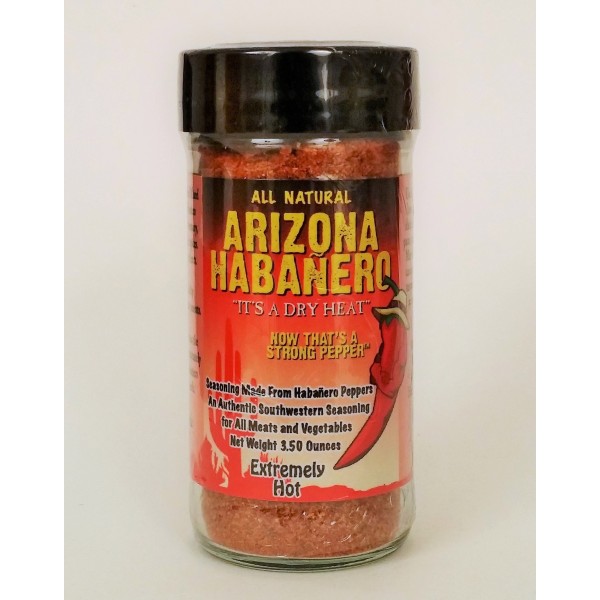 ALL NATURAL
ARIZONA
HABAÑERO
"IT'S A DRY HEAT"
NOW THAT'S A
STRONG PEPPER™
Seasoning Made From Habañero Peppers
An Authentic Southwestern Seasoning
for All Meats and Vegetables
Net Weight 3.50 Ounces
Extremely
Hot